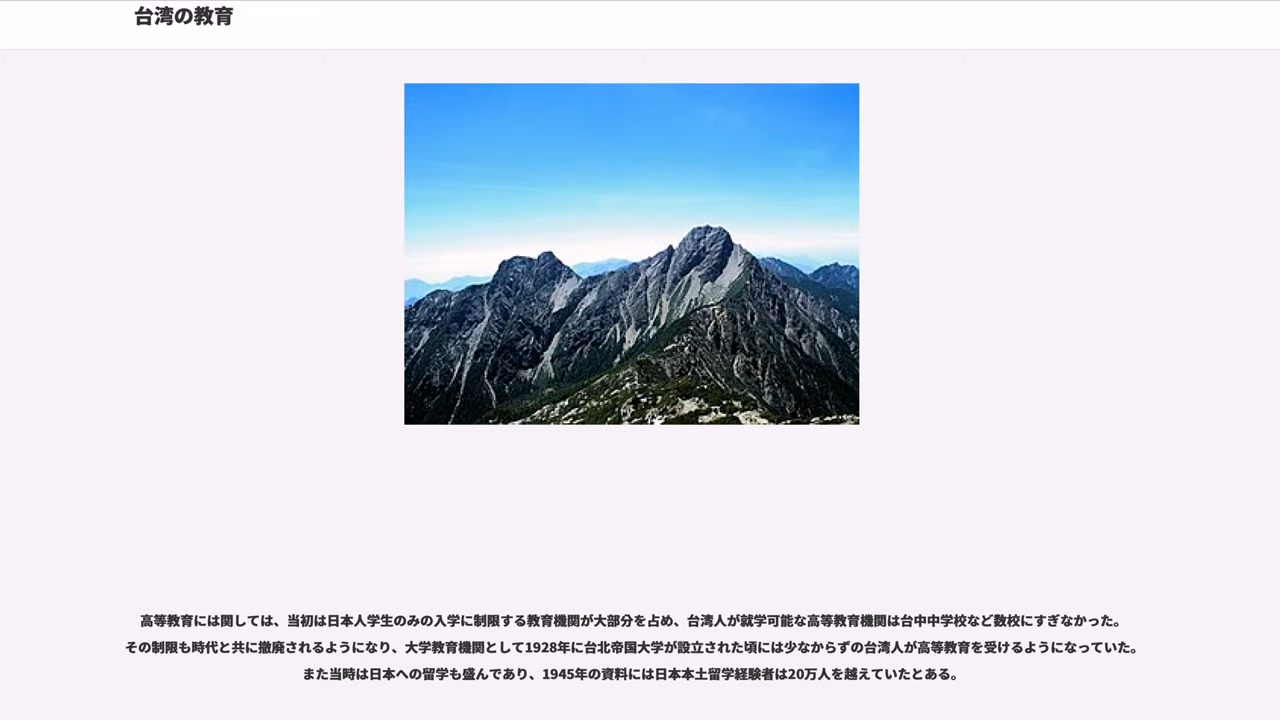 台湾の教育
高等教育には関しては、当初は日本人学生のみの入学に制限する教育機関が大部分を占め、台湾人が就学可能な高等教育機関は台中中学校など数校にすぎなかった。
その制限も時代と共に撤廃されるようになり、大学教育機関として1928年に台北帝国大学が設立された頃には少なからずの台湾人が高等教育を受けるようになっていた。
また当時は日本への留学も盛んであり、1945年の資料には日本本土留学経験者は20万人を越えていたとある。